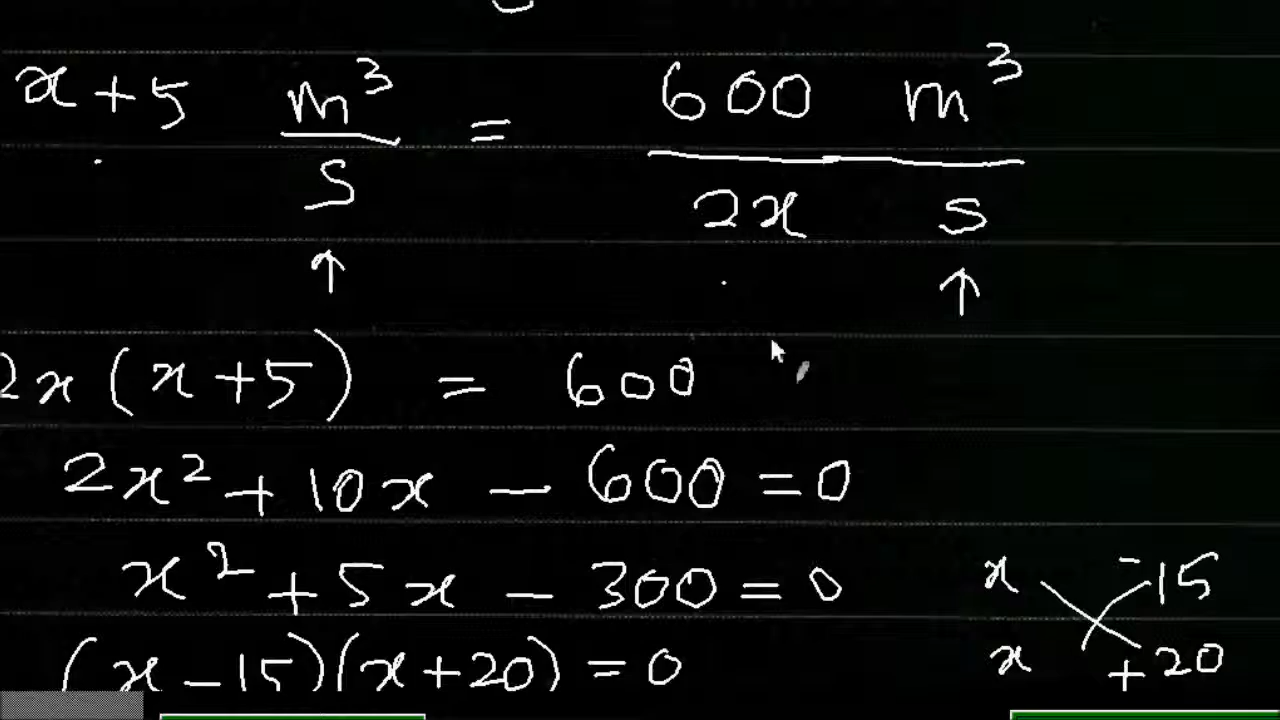 x + 5 m³/s = 600 m³ / 2x s
↑ ↑
2x (x + 5) = 600
2x² + 10x − 600 = 0
x² + 5x − 300 = 0
x −15
(x − 15)(x + 20) = 0
x +20